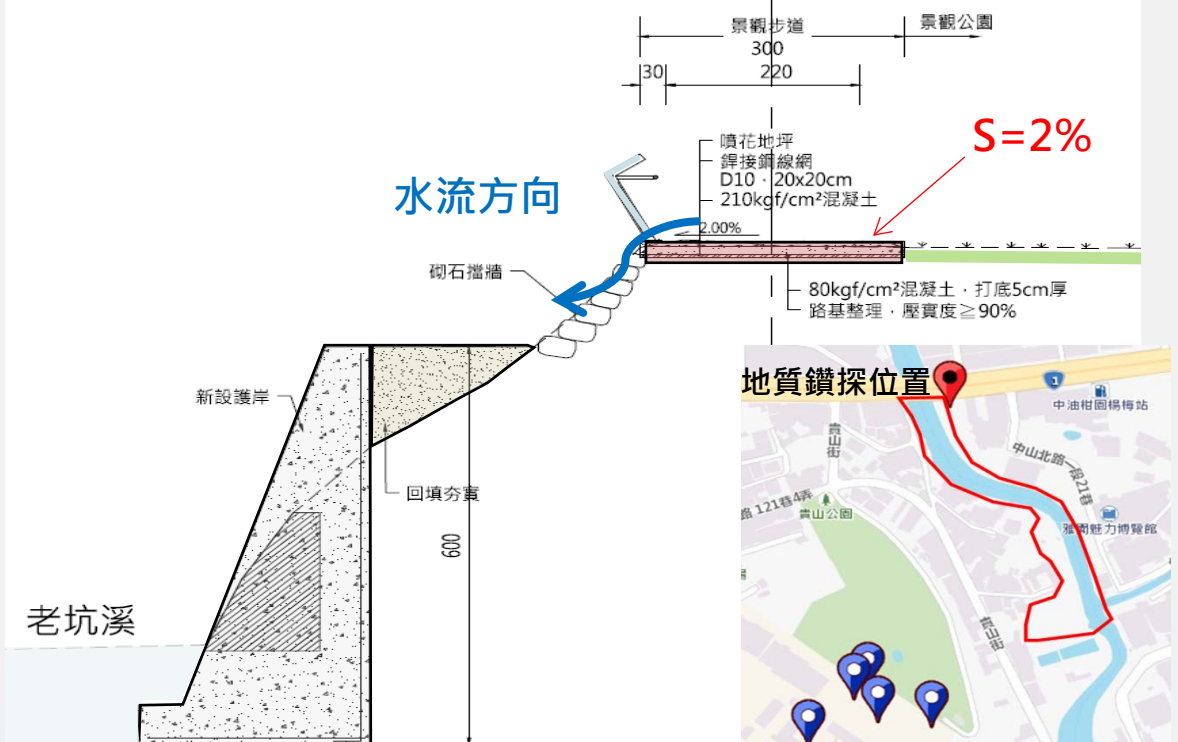 景觀步道
景觀公園
300
30
220
S=2%
噴花地坪
銲接鋼線網
D10，20x20cm
210kgf/cm²混凝土
水流方向
2.00%
砌石擋牆
80kgf/cm²混凝土，打底5cm厚
路基整理，壓實度≧90%
新設護岸
回填夯實
600
老坑溪
地質鑽探位置
1
中油柑園楊梅站
貴山街
中山北路一段21巷
路 121巷4弄
貴山公園
雅聞魅力博覽館
貴山街